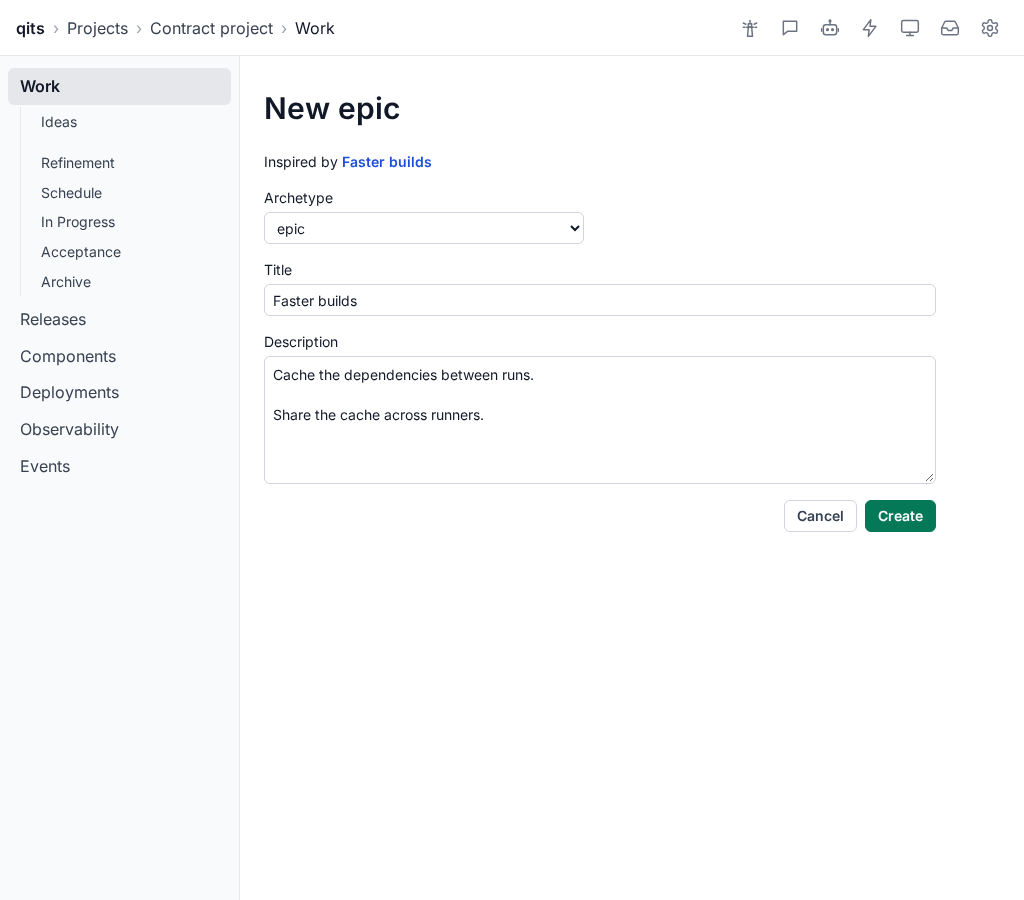 qits › Projects › Contract project › Work
Work
Ideas
Refinement
Schedule
In Progress
Acceptance
Archive
Releases
Components
Deployments
Observability
Events
New epic
Inspired by Faster builds
Archetype
epic
Title
Faster builds
Description
Cache the dependencies between runs.
Share the cache across runners.
Cancel
Create